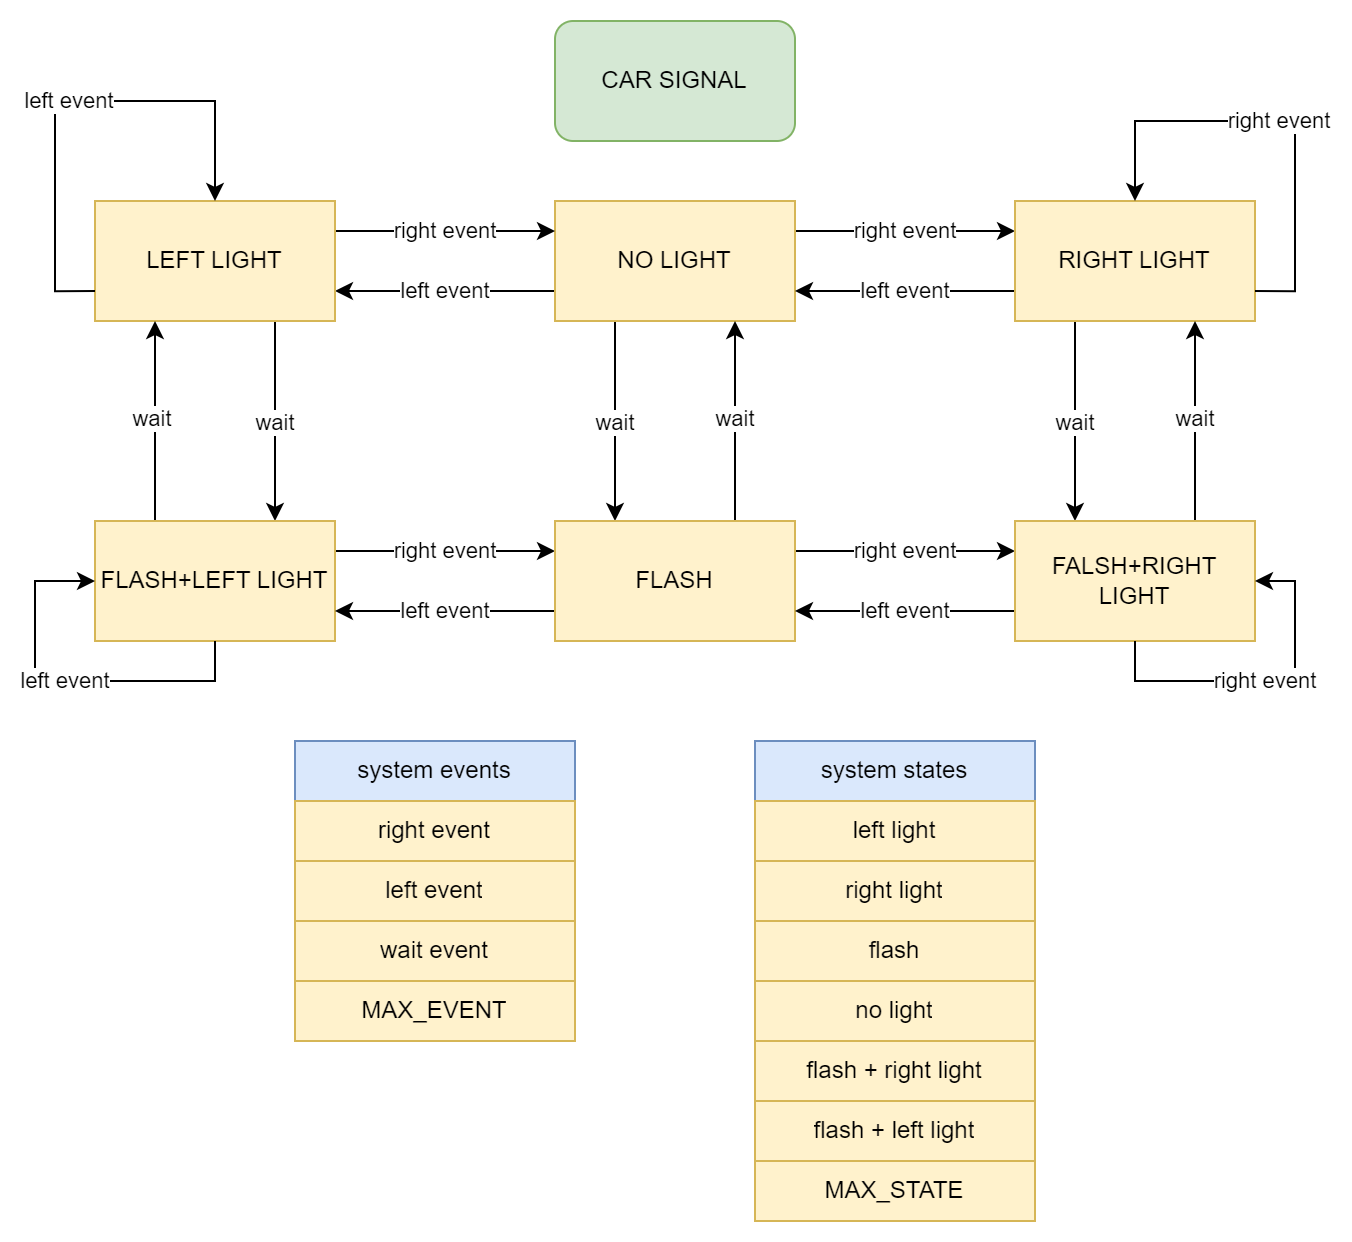 CAR SIGNAL
left event
right event
LEFT LIGHT
right event
NO LIGHT
right event
RIGHT LIGHT
left event
left event
wait
wait
wait
wait
wait
wait
FLASH+LEFT LIGHT
right event
FLASH
right event
FALSH+RIGHT
LIGHT
left event
left event
left event
right event
system events
right event
left event
wait event
MAX_EVENT
system states
left light
right light
flash
no light
flash + right light
flash + left light
MAX_STATE